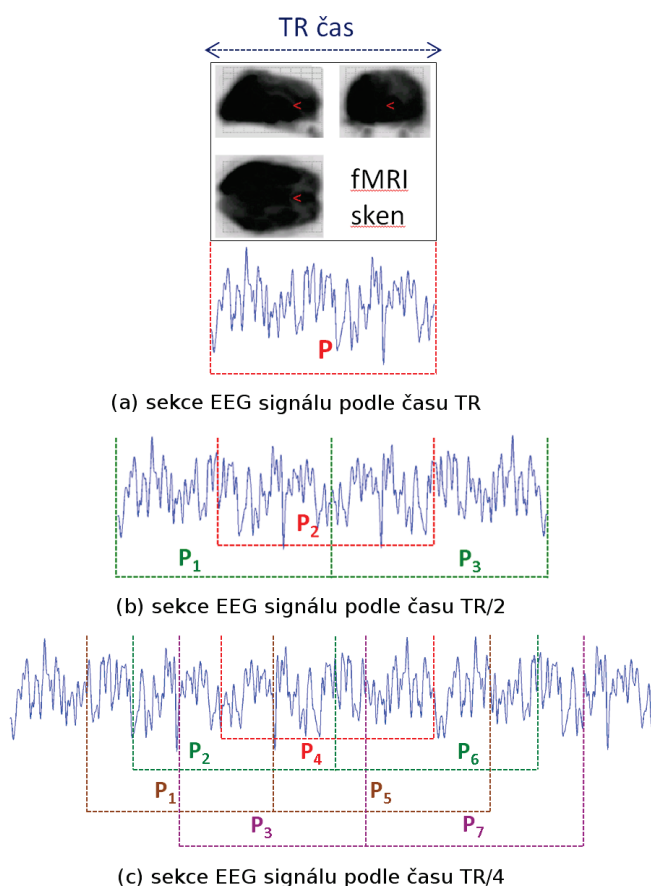 TR čas
<
<
<
fMRI
sken
P
(a) sekce EEG signálu podle času TR
P₂
P₁ P₃
(b) sekce EEG signálu podle času TR/2
P₂ P₄ P₆
P₁ P₅
P₃ P₇
(c) sekce EEG signálu podle času TR/4